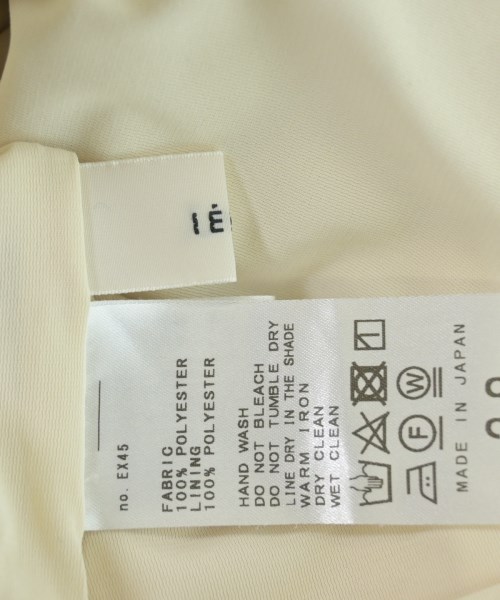 no. EX45
FABRIC
100% POLYESTER
LINING
100% POLYESTER
HAND WASH
DO NOT BLEACH
DO NOT TUMBLE DRY
LINE DRY IN THE SHADE
WARM IRON
DRY CLEAN
WET CLEAN
F
W
MADE IN JAPAN